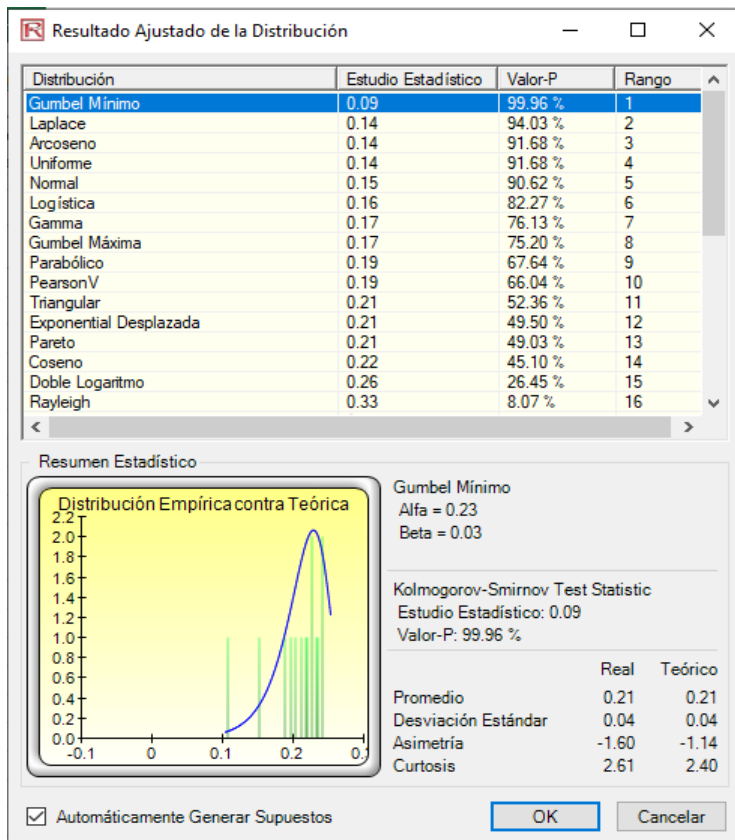 Resultado Ajustado de la Distribución
Distribución Estudio Estadístico Valor-P Rango
Gumbel Mínimo 0.09 99.96 % 1
Laplace 0.14 94.03 % 2
Arcoseno 0.14 91.68 % 3
Uniforme 0.14 91.68 % 4
Normal 0.15 90.62 % 5
Logística 0.16 82.27 % 6
Gamma 0.17 76.13 % 7
Gumbel Máxima 0.17 75.20 % 8
Parabólico 0.19 67.64 % 9
PearsonV 0.19 66.04 % 10
Triangular 0.21 52.36 % 11
Exponential Desplazada 0.21 49.50 % 12
Pareto 0.21 49.03 % 13
Coseno 0.22 45.10 % 14
Doble Logaritmo 0.26 26.45 % 15
Rayleigh 0.33 8.07 % 16
Resumen Estadístico
Distribución Empírica contra Teórica
2.2
2.0
1.8
1.6
1.4
1.2
1.0
0.8
0.6
0.4
0.2
0.0
-0.1 0 0.1 0.2 0.
Gumbel Mínimo
Alfa = 0.23
Beta = 0.03
Kolmogorov-Smirnov Test Statistic
Estudio Estadístico: 0.09
Valor-P: 99.96 %
Real Teórico
Promedio 0.21 0.21
Desviación Estándar 0.04 0.04
Asimetría -1.60 -1.14
Curtosis 2.61 2.40
Automáticamente Generar Supuestos
OK Cancelar